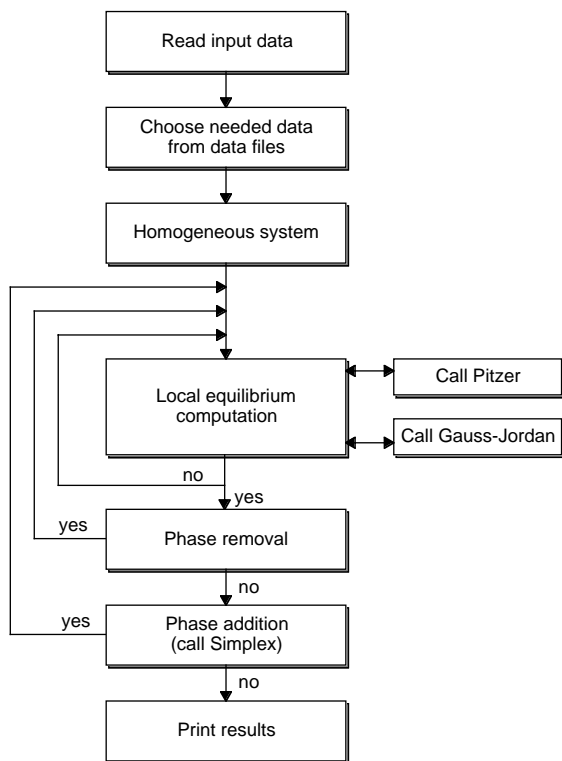 Read input data
Choose needed data
from data files
Homogeneous system
Local equilibrium
computation
Call Pitzer
Call Gauss-Jordan
no
yes
yes
Phase removal
no
yes
Phase addition
(call Simplex)
no
Print results